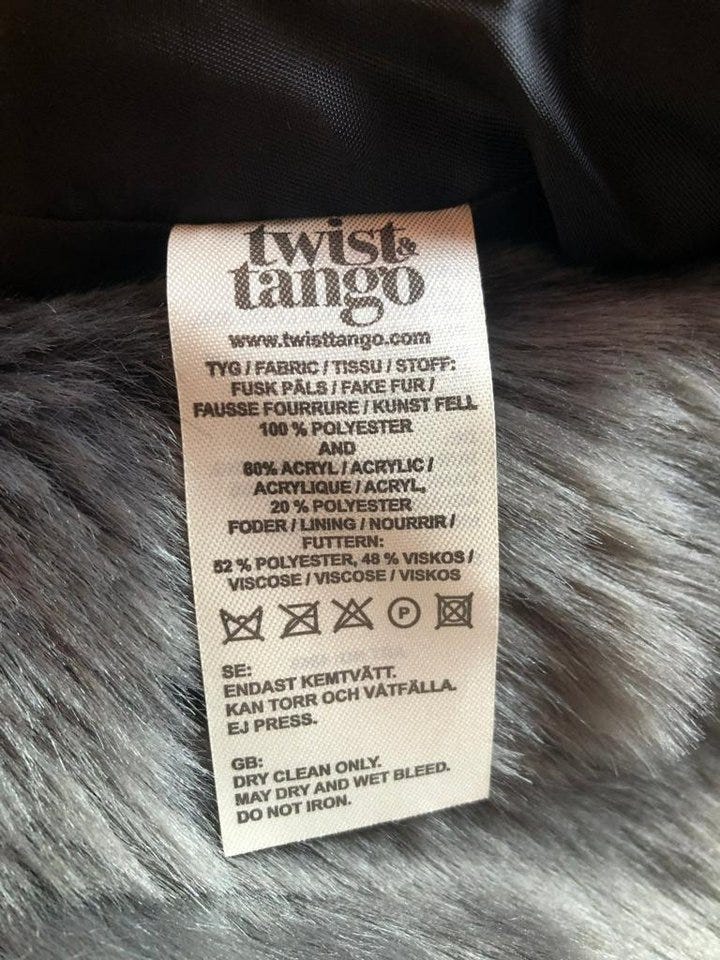 twist &
tango
www.twisttango.com
TYG / FABRIC / TISSU / STOFF:
FUSK PÄLS / FAKE FUR /
FAUSSE FOURRURE / KUNST FELL
100 % POLYESTER
AND
80% ACRYL / ACRYLIC /
ACRYLIQUE / ACRYL,
20 % POLYESTER
FODER / LINING / NOURRIR /
FUTTERN:
52 % POLYESTER, 48 % VISKOS /
VISCOSE / VISCOSE / VISKOS
P
SE:
ENDAST KEMTVÄTT.
KAN TORR OCH VÅTFÄLLA.
EJ PRESS.
GB:
DRY CLEAN ONLY.
MAY DRY AND WET BLEED.
DO NOT IRON.